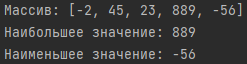 Массив: [-2, 45, 23, 889, -56]
Наибольшее значение: 889
Наименьшее значение: -56